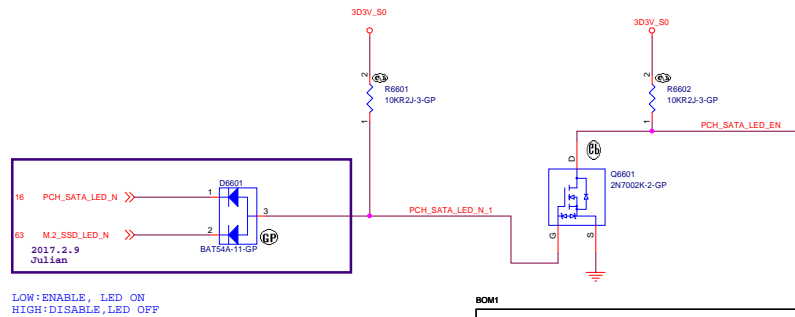 3D3V_S0
3D3V_S0
2
R6601
10KR2J-3-GP
1
2
R6602
10KR2J-3-GP
1
PCH_SATA_LED_EN
D
Q6601
2N7002K-2-GP
G
S
D6601
16 PCH_SATA_LED_N
1
3
PCH_SATA_LED_N_1
63 M.2_SSD_LED_N
2
GP
BAT54A-11-GP
2017.2.9
Julian
LOW:ENABLE, LED ON
HIGH:DISABLE,LED OFF
BOM1